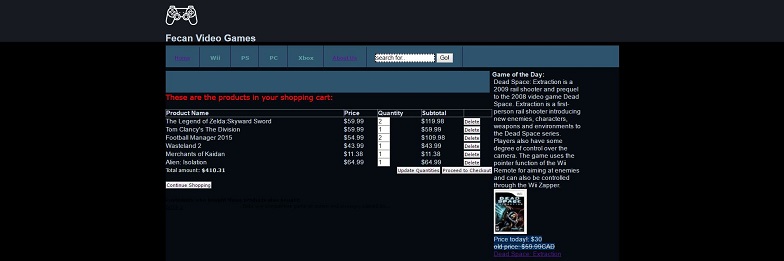 Fecan Video Games
Home Wii PS PC Xbox About Us Search for.. Go!
These are the products in your shopping cart:
Product Name Price Quantity Subtotal
The Legend of Zelda:Skyward Sword $59.99 2 $119.98 Delete
Tom Clancy's The Division $59.99 1 $59.99 Delete
Football Manager 2015 $54.99 2 $109.98 Delete
Wasteland 2 $43.99 1 $43.99 Delete
Merchants of Kaidan $11.38 1 $11.38 Delete
Alien: Isolation $64.99 1 $64.99 Delete
Total amount: $410.31 Update Quantities Proceed to Checkout
Continue Shopping
Game of the Day:
Dead Space: Extraction is a
2009 rail shooter and prequel
to the 2008 video game Dead
Space. Extraction is a first-
person rail shooter introducing
new enemies, characters,
weapons and environments to
the Dead Space series.
Players also have some
degree of control over the
camera. The game uses the
pointer function of the Wii
Remote for aiming at enemies
and can also be controlled
through the Wii Zapper.
DEAD SPACE
Price today!: $30
old price: $59.99CAD
Dead Space: Extraction